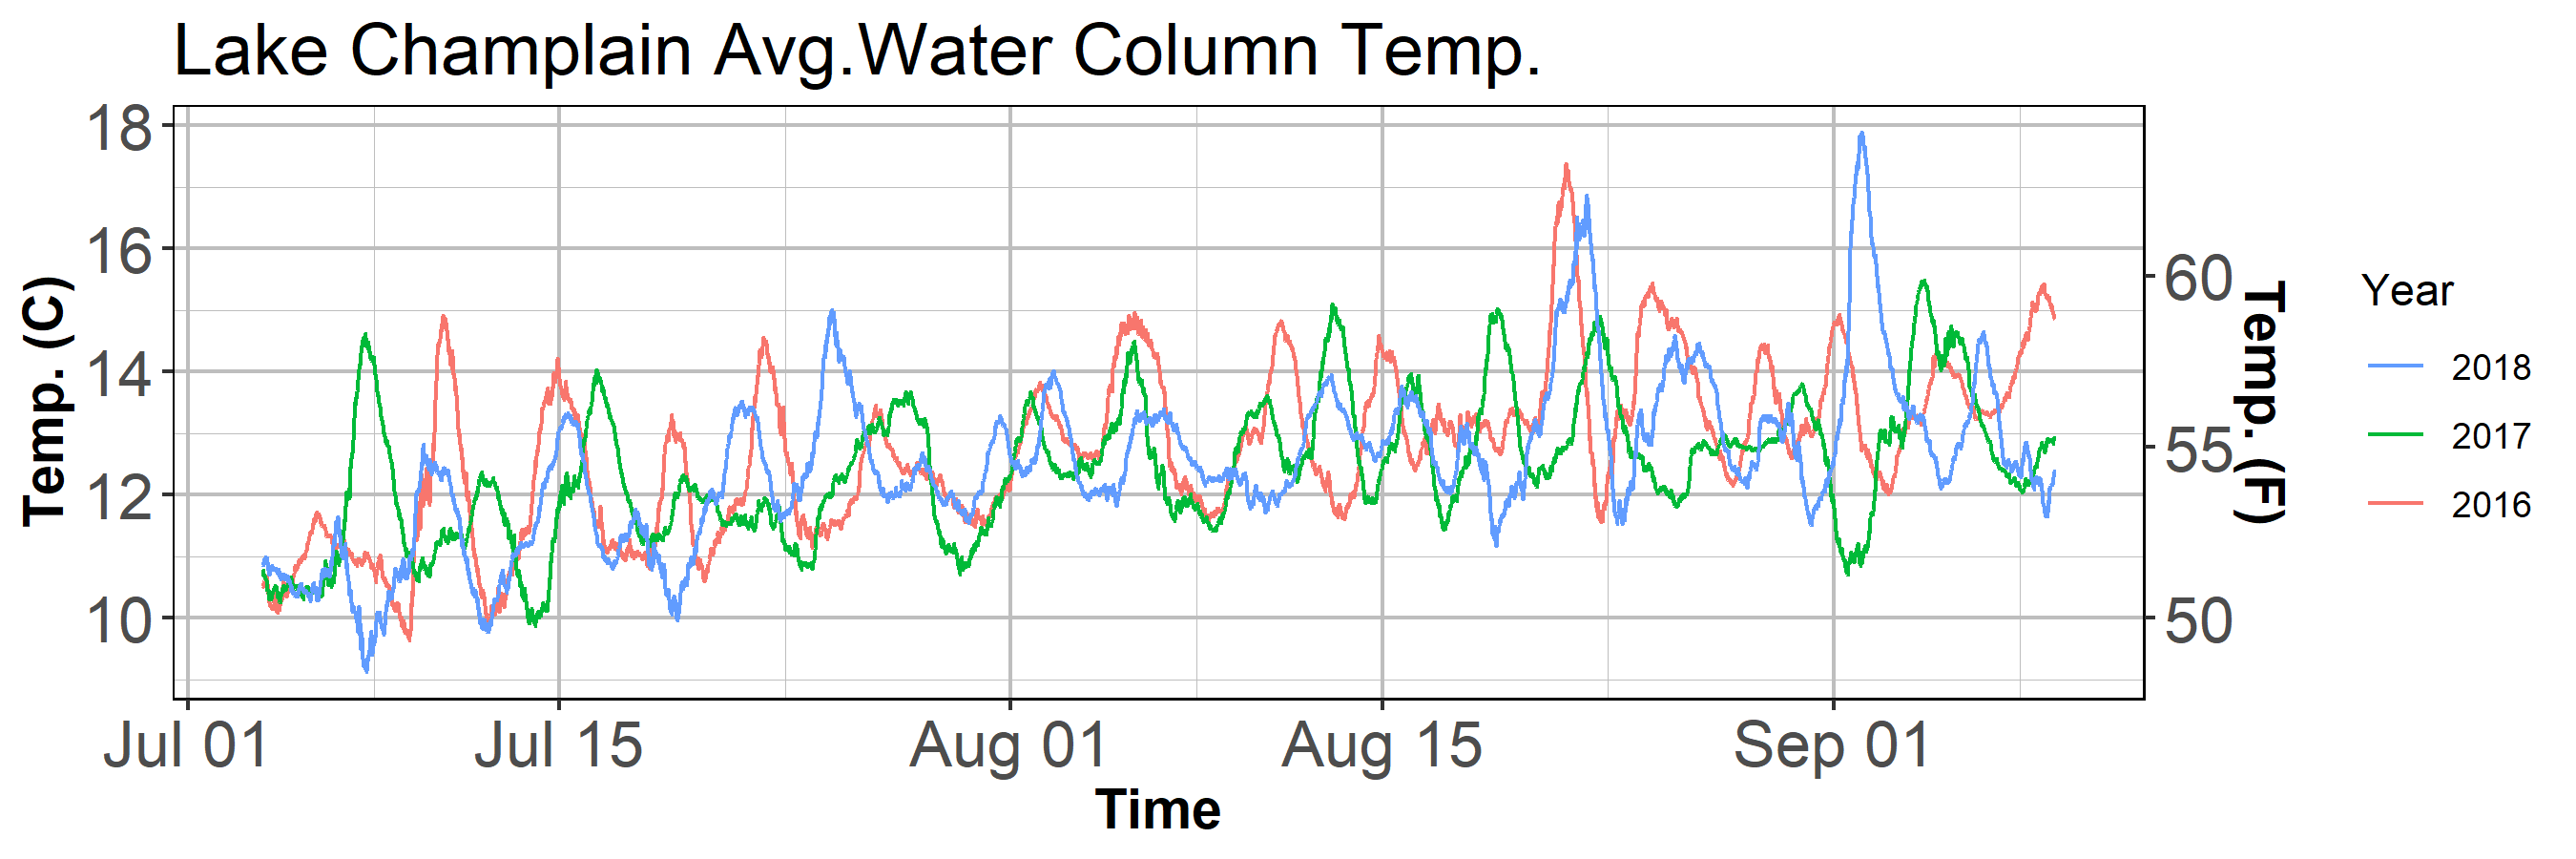 Lake Champlain Avg.Water Column Temp.
18
16
14
12
10
Temp. (C)
60
55
50
Temp. (F)
Jul 01
Jul 15
Aug 01
Aug 15
Sep 01
Time
Year
2018
2017
2016